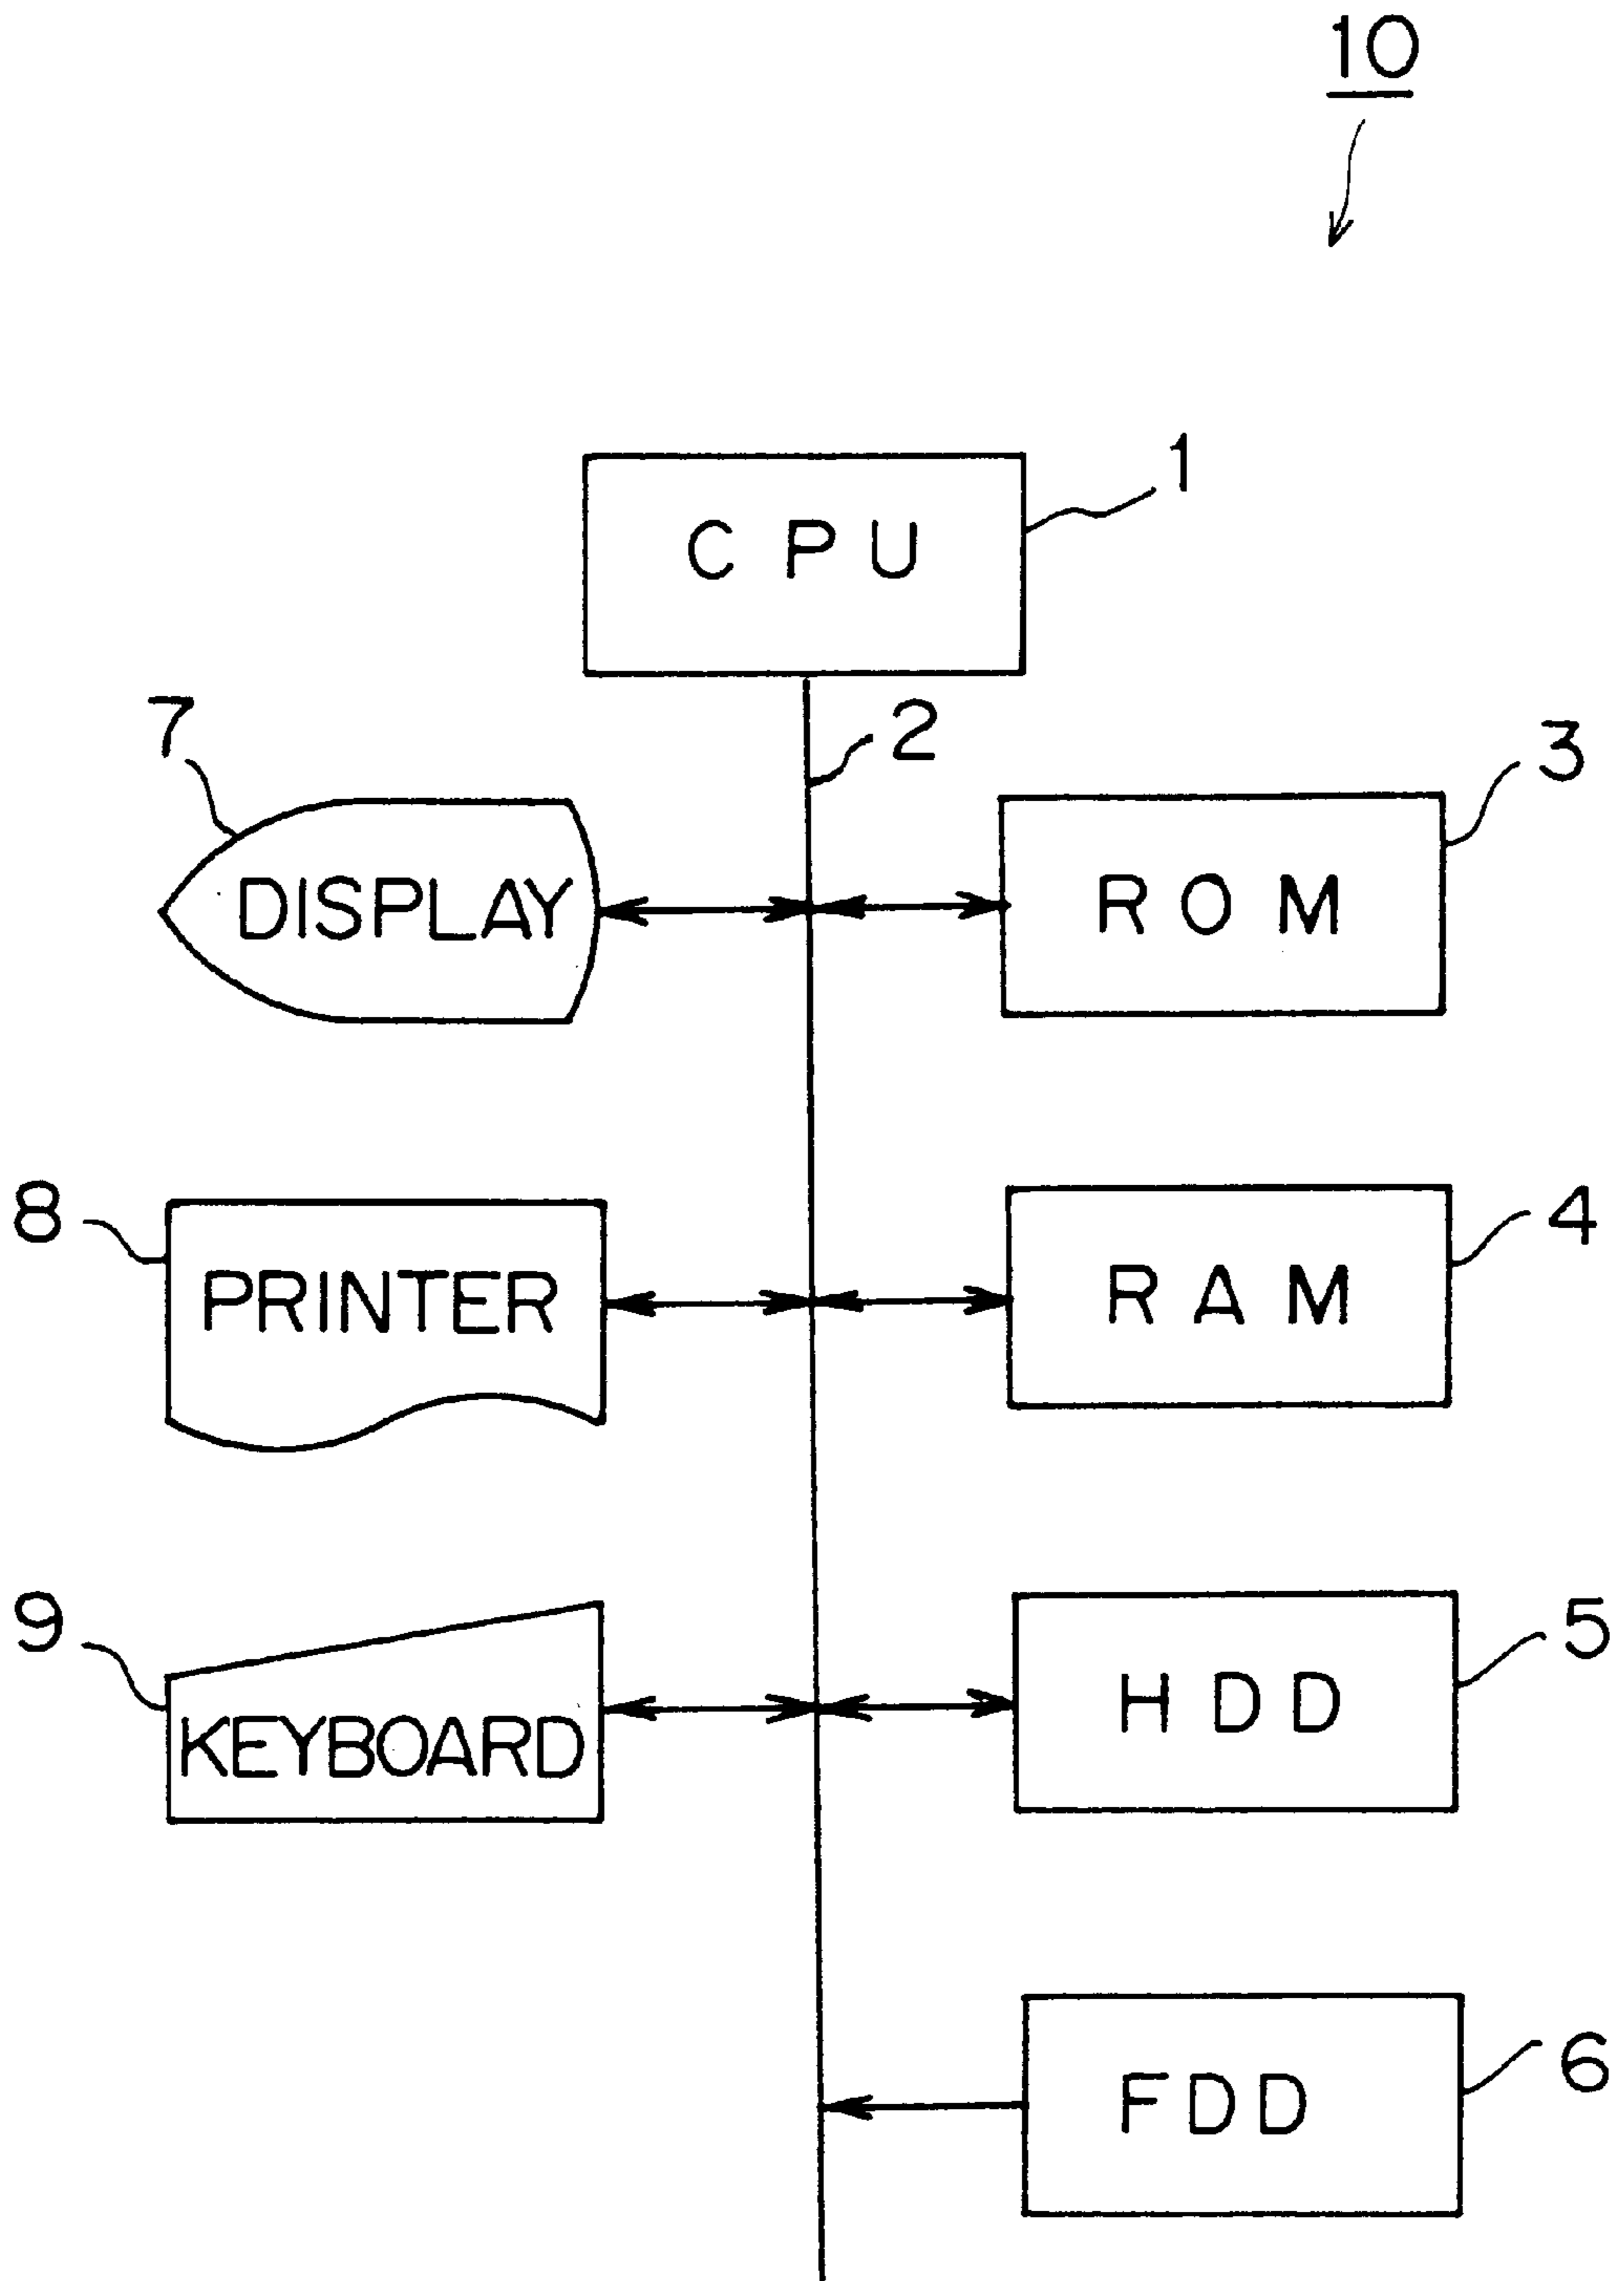 10
1
CPU
7
2
3
DISPLAY
ROM
8
4
PRINTER
RAM
9
5
KEYBOARD
HDD
6
FDD